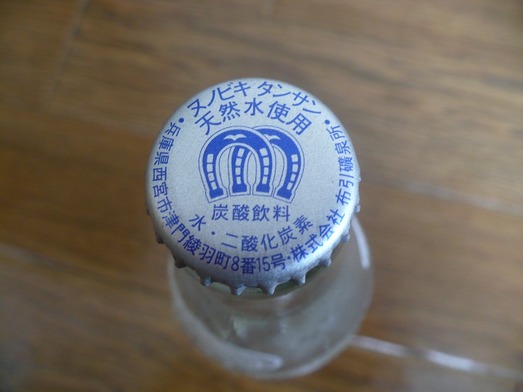 ・ヌノビキ タンサン・
天然水使用
炭酸飲料
水・二酸化炭素
兵庫県西宮市津門綾羽町8番15号・株式会社 布引礦泉所